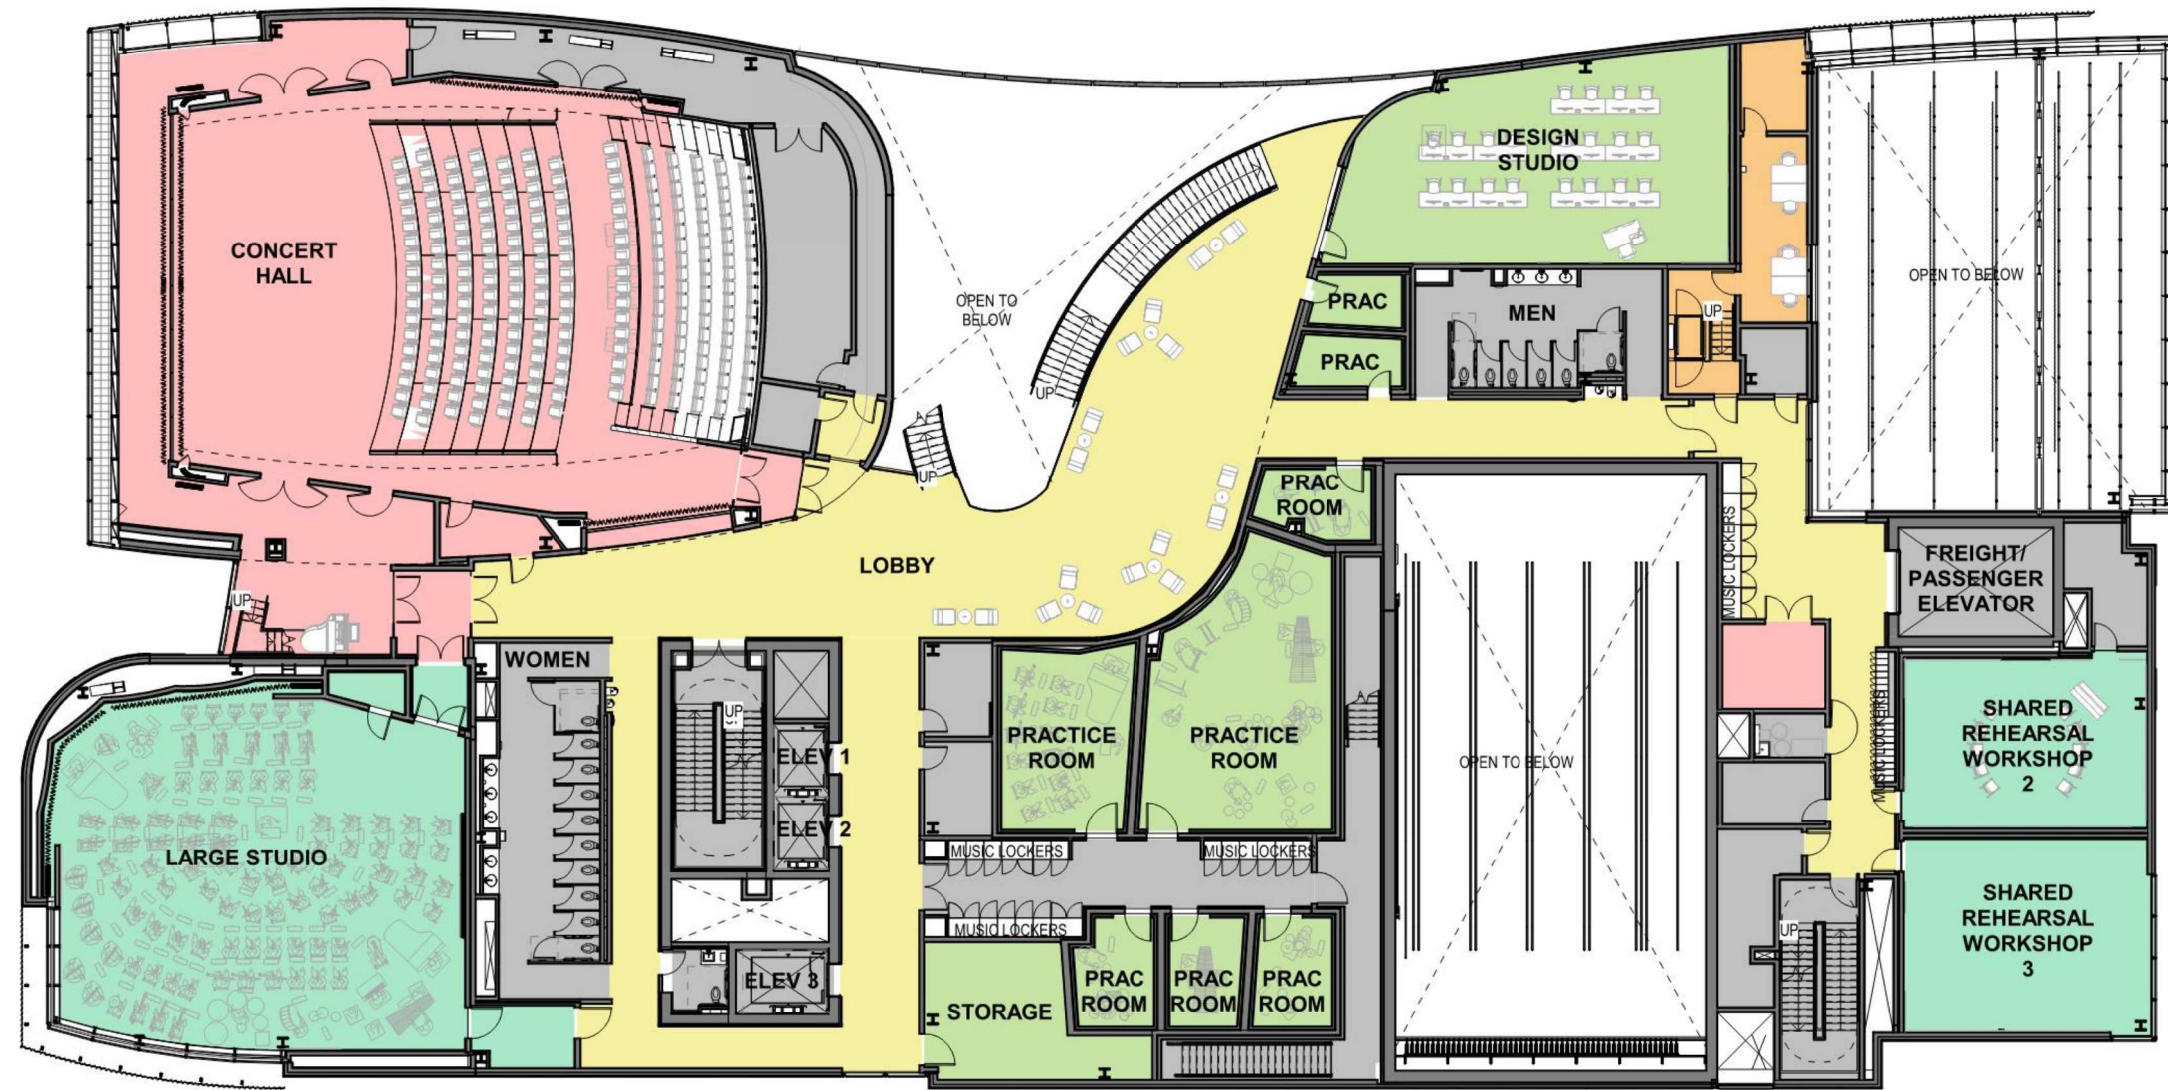 CONCERT
HALL
DESIGN
STUDIO
OPEN TO BELOW
OPEN TO
BELOW
PRAC
MEN
UP
PRAC
UP
UP
PRAC
ROOM
MUSIC LOCKERS
LOBBY
FREIGHT/
PASSENGER
ELEVATOR
UP
WOMEN
UP
PRACTICE
ROOM
PRACTICE
ROOM
ELEV 1
ELEV 2
OPEN TO BELOW
MUSIC LOCKERS
SHARED
REHEARSAL
WORKSHOP
2
LARGE STUDIO
MUSIC LOCKERS
MUSIC LOCKERS
MUSIC LOCKERS
SHARED
REHEARSAL
WORKSHOP
3
UP
ELEV 3
STORAGE
PRAC
ROOM
PRAC
ROOM
PRAC
ROOM